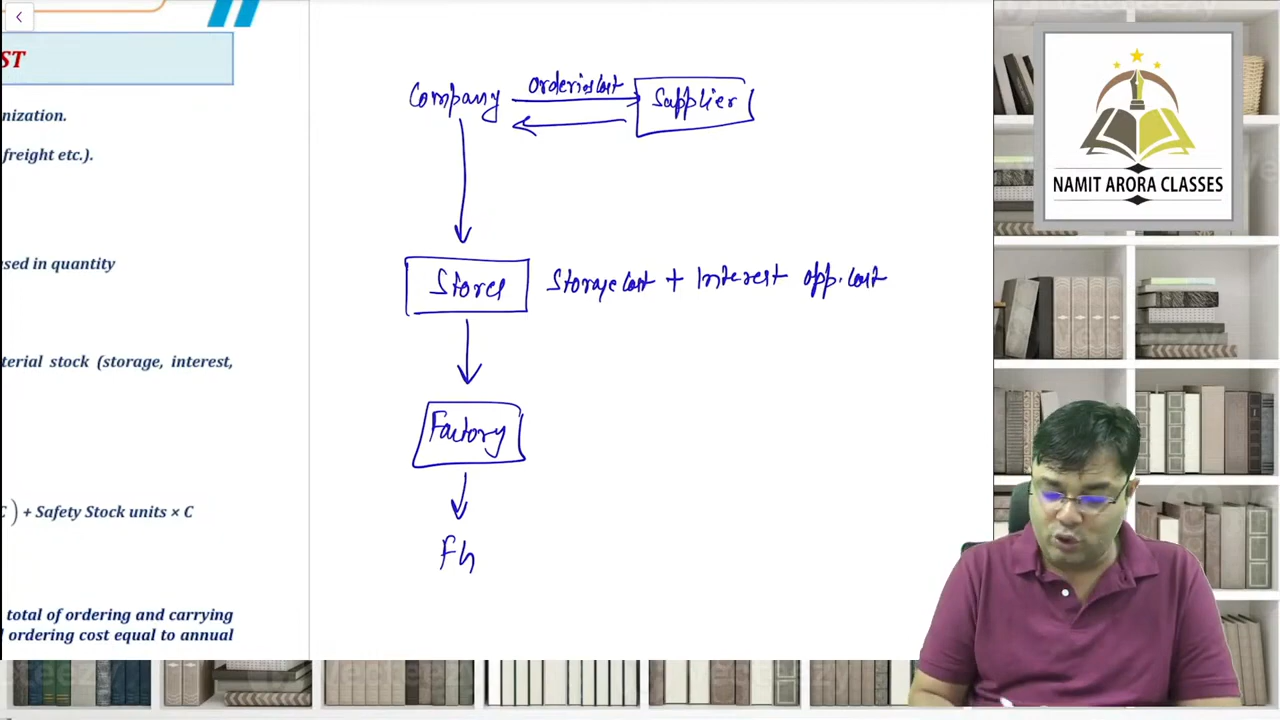 ST
Company
Ordering Cost
Supplier
nization.
freight etc.).
NAMIT ARORA CLASSES
used in quantity
Stores
Storage Cost + Interest opp. cost
terial stock (storage, interest,
Factory
C ) + Safety Stock units × C
FG
total of ordering and carrying
ordering cost equal to annual